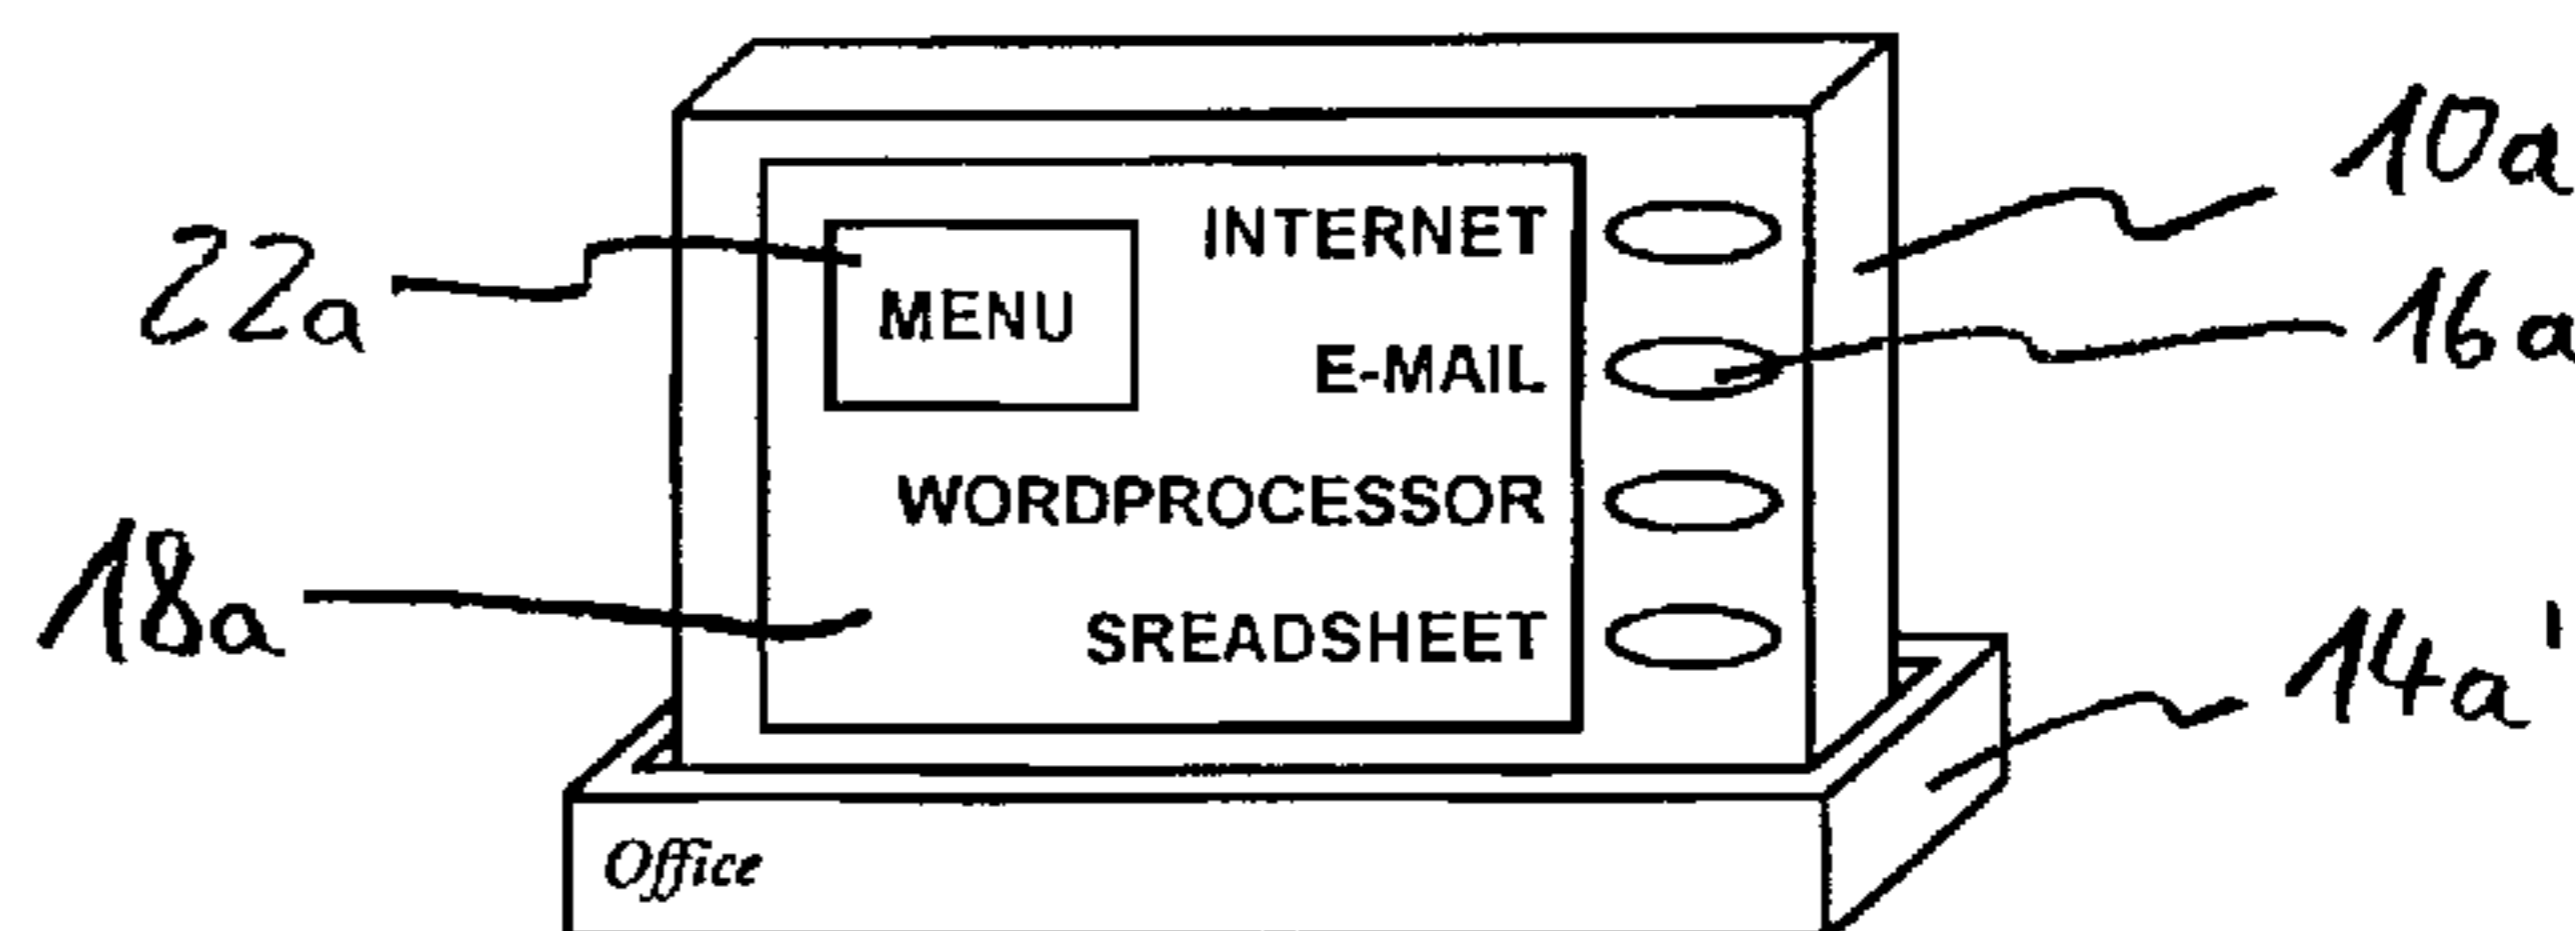 10a
INTERNET
22a
MENU
16a
E-MAIL
WORDPROCESSOR
18a
SREADSHEET
14a'
Office